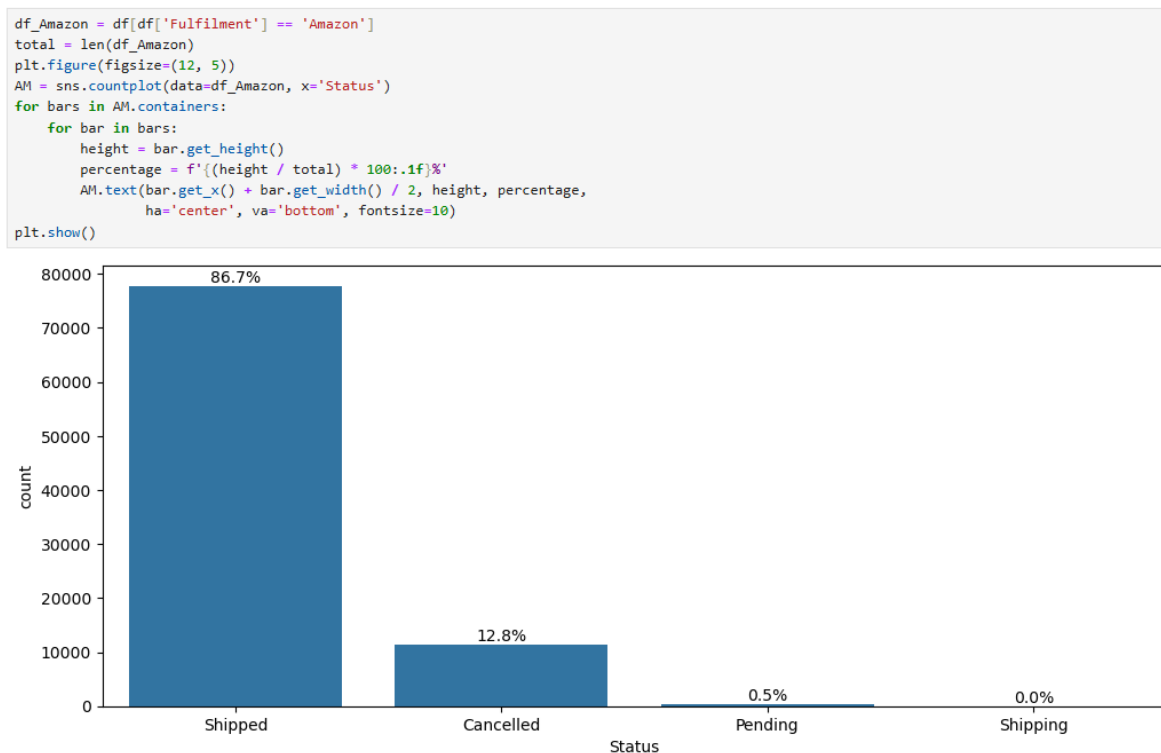 df_Amazon = df[df['Fulfilment'] == 'Amazon']
total = len(df_Amazon)
plt.figure(figsize=(12, 5))
AM = sns.countplot(data=df_Amazon, x='Status')
for bars in AM.containers:
    for bar in bars:
        height = bar.get_height()
        percentage = f'{(height / total) * 100:.1f}%'
        AM.text(bar.get_x() + bar.get_width() / 2, height, percentage,
                ha='center', va='bottom', fontsize=10)
plt.show()
80000
70000
60000
50000
40000
30000
20000
10000
0
count
86.7%
12.8%
0.5%
0.0%
Shipped Cancelled Pending Shipping
Status